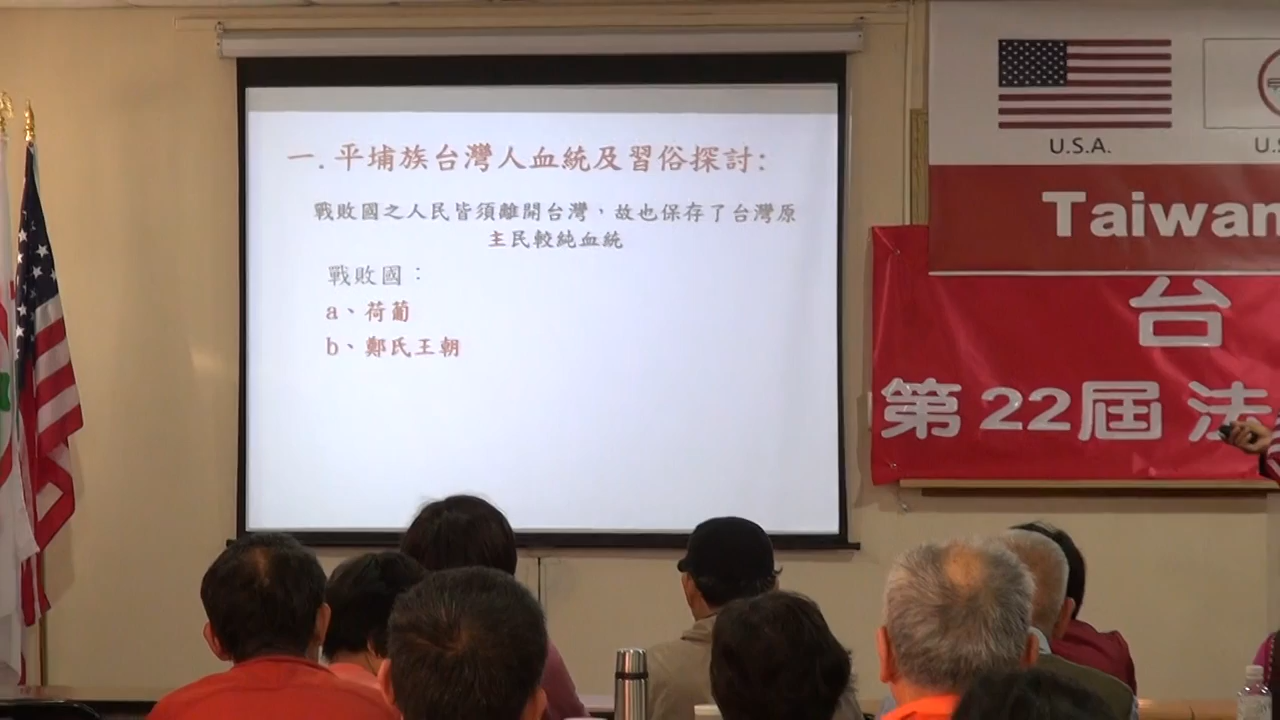 一.平埔族台灣人血統及習俗探討:
戰敗國之人民皆須離開台灣，故也保存了台灣原
主民較純血統
戰敗國：
a、荷葡
b、鄭氏王朝
U.S.A.
U.S
Taiwan
台
第22屆 法